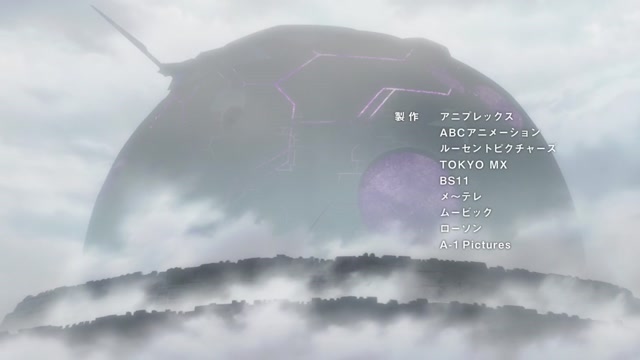 製作 アニプレックス
ABCアニメーション
ルーセントピクチャーズ
TOKYO MX
BS11
メ〜テレ
ムービック
ローソン
A-1 Pictures